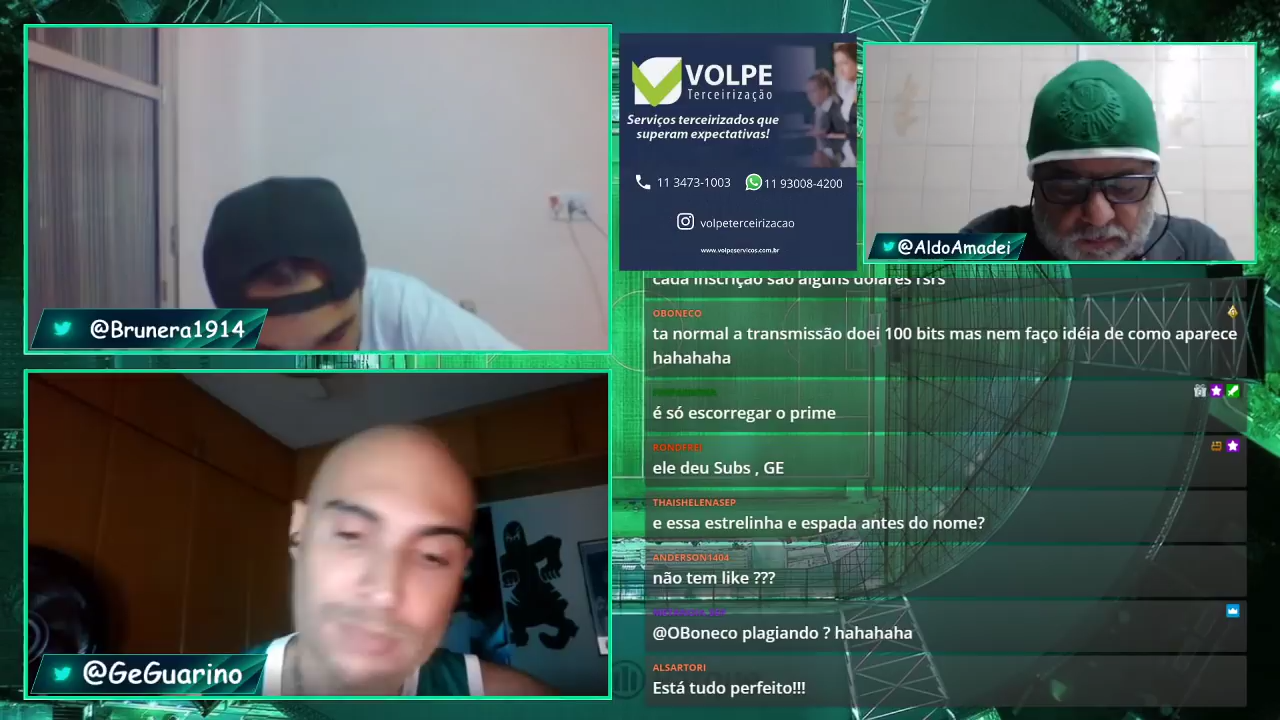 @Brunera1914
@GeGuarino
VOLPE
Terceirização
Serviços terceirizados que
superam expectativas!
11 3473-1003
11 93008-4200
volpeterceirizacao
www.volpeservicos.com.br
@AldoAmadei
cada inscrição são alguns dólares rsrs
OBONECO
ta normal a transmissão doei 100 bits mas nem faço idéia de como aparece
hahahaha
é só escorregar o prime
RONDFREI
ele deu Subs , GE
THAISHELENASEP
e essa estrelinha e espada antes do nome?
ANDERSON1404
não tem like ???
@OBoneco plagiando ? hahahaha
ALSARTORI
Está tudo perfeito!!!